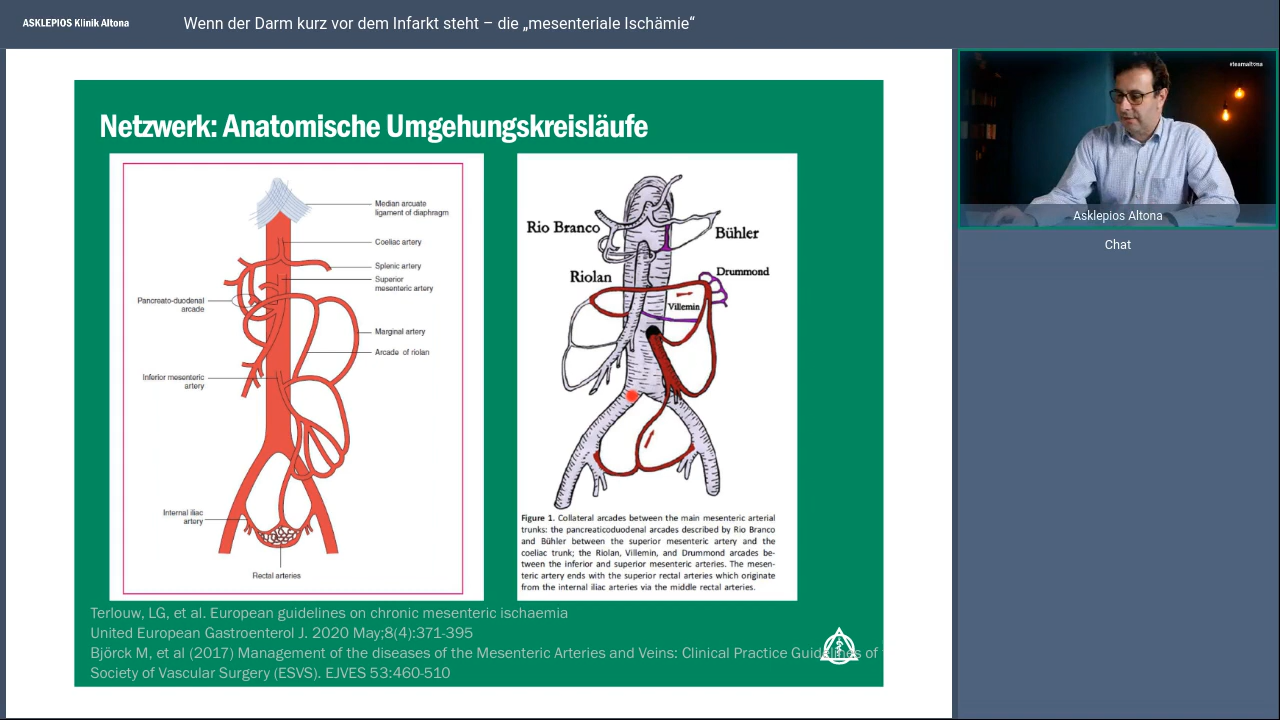 ASKLEPIOS Klinik Altona
Wenn der Darm kurz vor dem Infarkt steht – die „mesenteriale Ischämie“
#teamaltona
Asklepios Altona
Chat
Netzwerk: Anatomische Umgehungskreisläufe
Median arcuate
ligament of diaphragm
Coeliac artery
Splenic artery
Superior
mesenteric artery
Pancreato-duodenal
arcade
Marginal artery
Arcade of riolan
Inferior mesenteric
artery
Internal iliac
artery
Rectal arteries
Rio Branco
Bühler
Riolan
Drummond
Villemin
Figure 1. Collateral arcades between the main mesenteric arterial
trunks: the pancreaticoduodenal arcades described by Rio Branco
and Bühler between the superior mesenteric artery and the
coeliac trunk; the Riolan, Villemin, and Drummond arcades be-
tween the inferior and superior mesenteric arteries. The mesen-
teric artery ends with the superior rectal arteries which originate
from the internal iliac arteries via the middle rectal arteries.
Terlouw, LG, et al. European guidelines on chronic mesenteric ischaemia
United European Gastroenterol J. 2020 May;8(4):371-395
Björck M, et al (2017) Management of the diseases of the Mesenteric Arteries and Veins: Clinical Practice Guidelines of
Society of Vascular Surgery (ESVS). EJVES 53:460-510